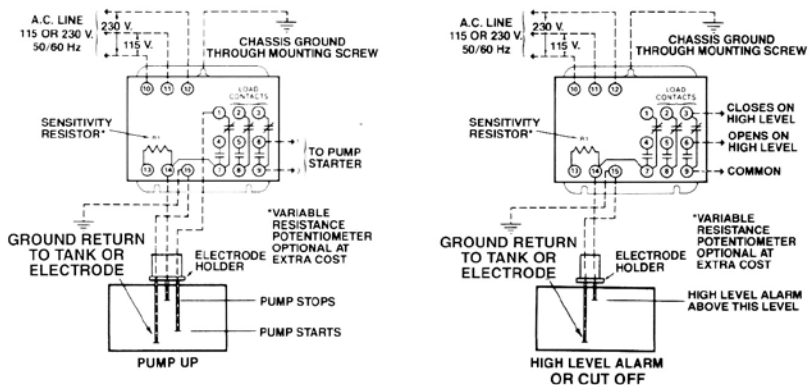 A.C. LINE
115 OR 230 V.
50/60 Hz
230 V.
115 V.
CHASSIS GROUND
THROUGH MOUNTING SCREW
10 11 12
LOAD
CONTACTS
SENSITIVITY
RESISTOR*
R1
1 2 3
4 5 6
13 14 15 7 8 9
TO PUMP
STARTER
GROUND RETURN
TO TANK OR
ELECTRODE
*VARIABLE
RESISTANCE
POTENTIOMETER
OPTIONAL AT
EXTRA COST
ELECTRODE
HOLDER
PUMP STOPS
PUMP STARTS
PUMP UP
A.C. LINE
115 OR 230 V.
50/60 Hz
230 V.
115 V.
CHASSIS GROUND
THROUGH MOUNTING SCREW
10 11 12
LOAD
CONTACTS
SENSITIVITY
RESISTOR*
R1
1 2 3
4 5 6
13 14 15 7 8 9
CLOSES ON
HIGH LEVEL
OPENS ON
HIGH LEVEL
COMMON
GROUND RETURN
TO TANK OR
ELECTRODE
*VARIABLE
RESISTANCE
POTENTIOMETER
OPTIONAL AT
EXTRA COST
ELECTRODE
HOLDER
HIGH LEVEL ALARM
ABOVE THIS LEVEL
HIGH LEVEL ALARM
OR CUT OFF